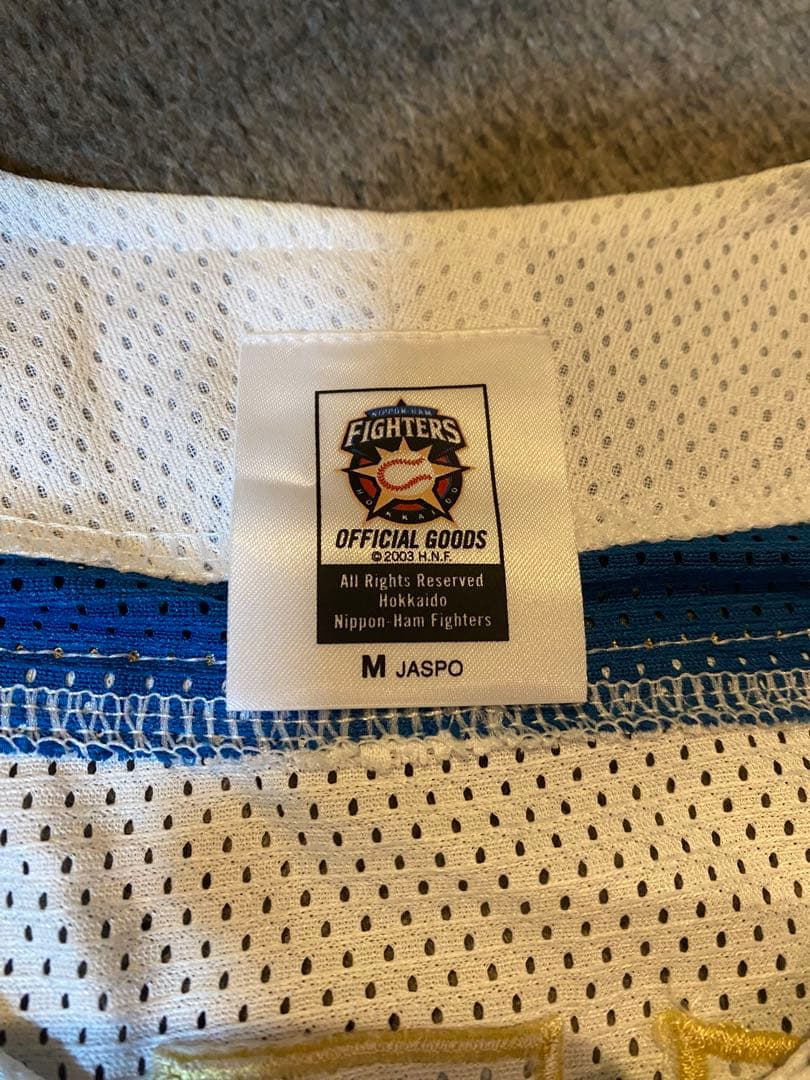 NIPPON-HAM
FIGHTERS
HOKKAIDO
OFFICIAL GOODS
©2003 H.N.F.
All Rights Reserved
Hokkaido
Nippon-Ham Fighters
M JASPO